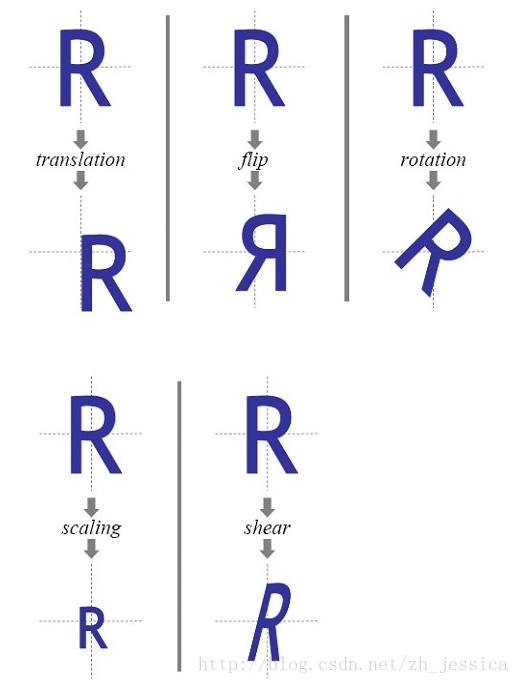 R R R
translation flip rotation
R R R
R R
scaling shear
R R
http://blog.csdn.net/zh_jessica